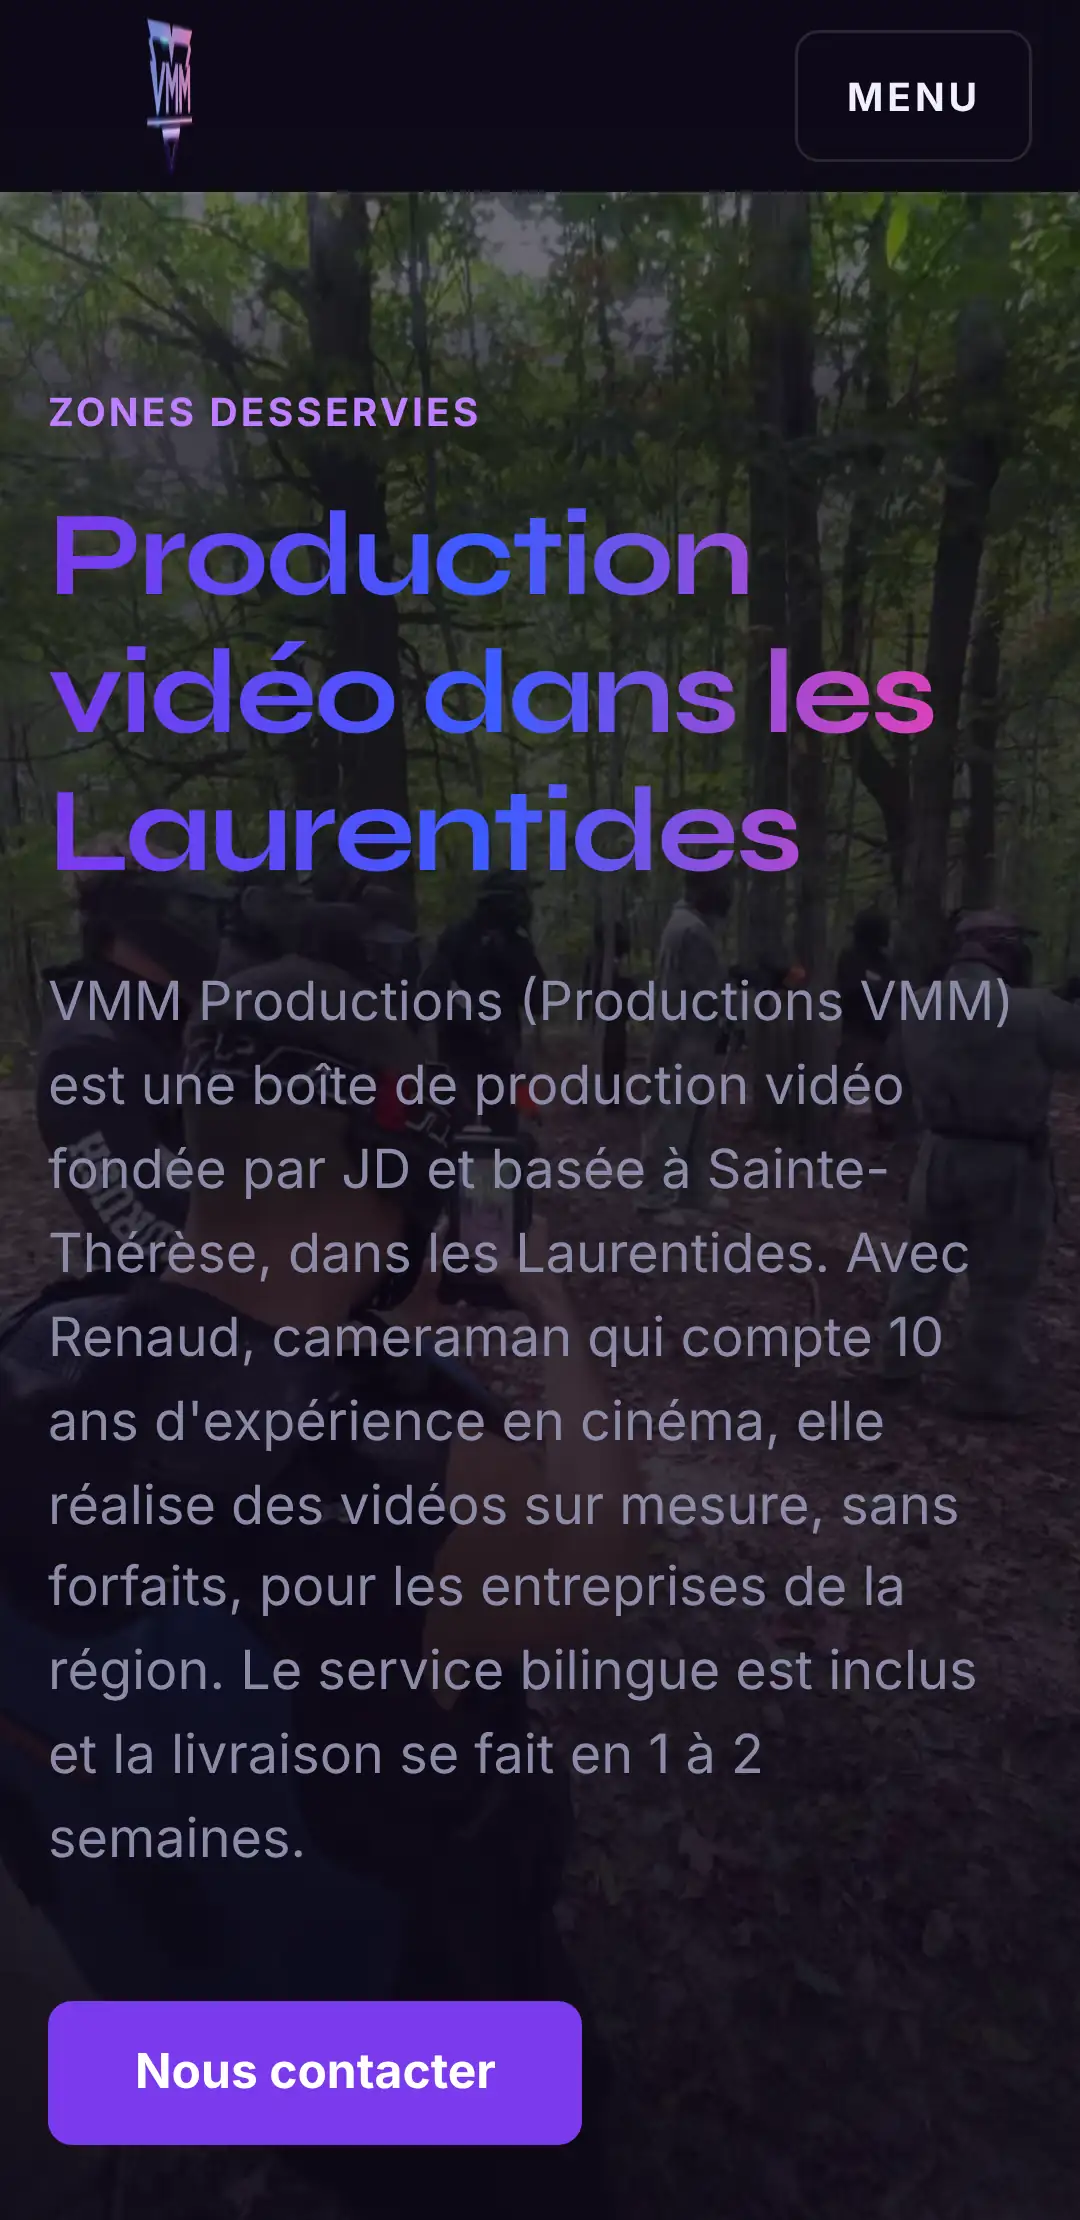 VMM
MENU
ZONES DESSERVIES
Production
vidéo dans les
Laurentides
VMM Productions (Productions VMM)
est une boîte de production vidéo
fondée par JD et basée à Sainte-
Thérèse, dans les Laurentides. Avec
Renaud, cameraman qui compte 10
ans d'expérience en cinéma, elle
réalise des vidéos sur mesure, sans
forfaits, pour les entreprises de la
région. Le service bilingue est inclus
et la livraison se fait en 1 à 2
semaines.
Nous contacter